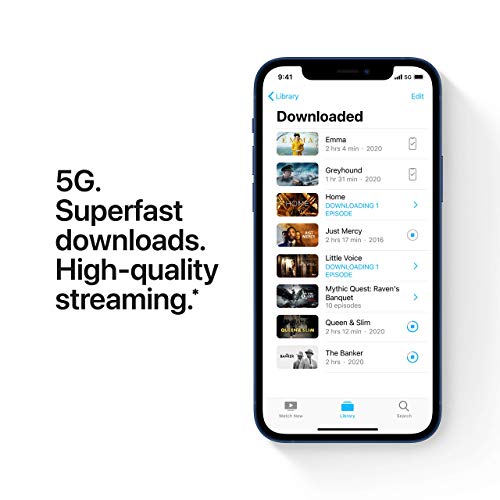 5G.
Superfast
downloads.
High-quality
streaming.*
9:41
5G
Library
Edit
Downloaded
EMMA
Emma
2 hrs 4 min · 2020
Greyhound
1 hr 31 min · 2020
HOME
Home
DOWNLOADING 1
EPISODE
JUST MERCY
Just Mercy
2 hrs 17 min · 2016
Little Voice
DOWNLOADING 1
EPISODE
Mythic Quest: Raven's
Banquet
10 episodes
QUEEN & SLIM
Queen & Slim
2 hrs 12 min · 2020
BANKER
The Banker
2 hrs · 2020
Watch Now
Library
Search